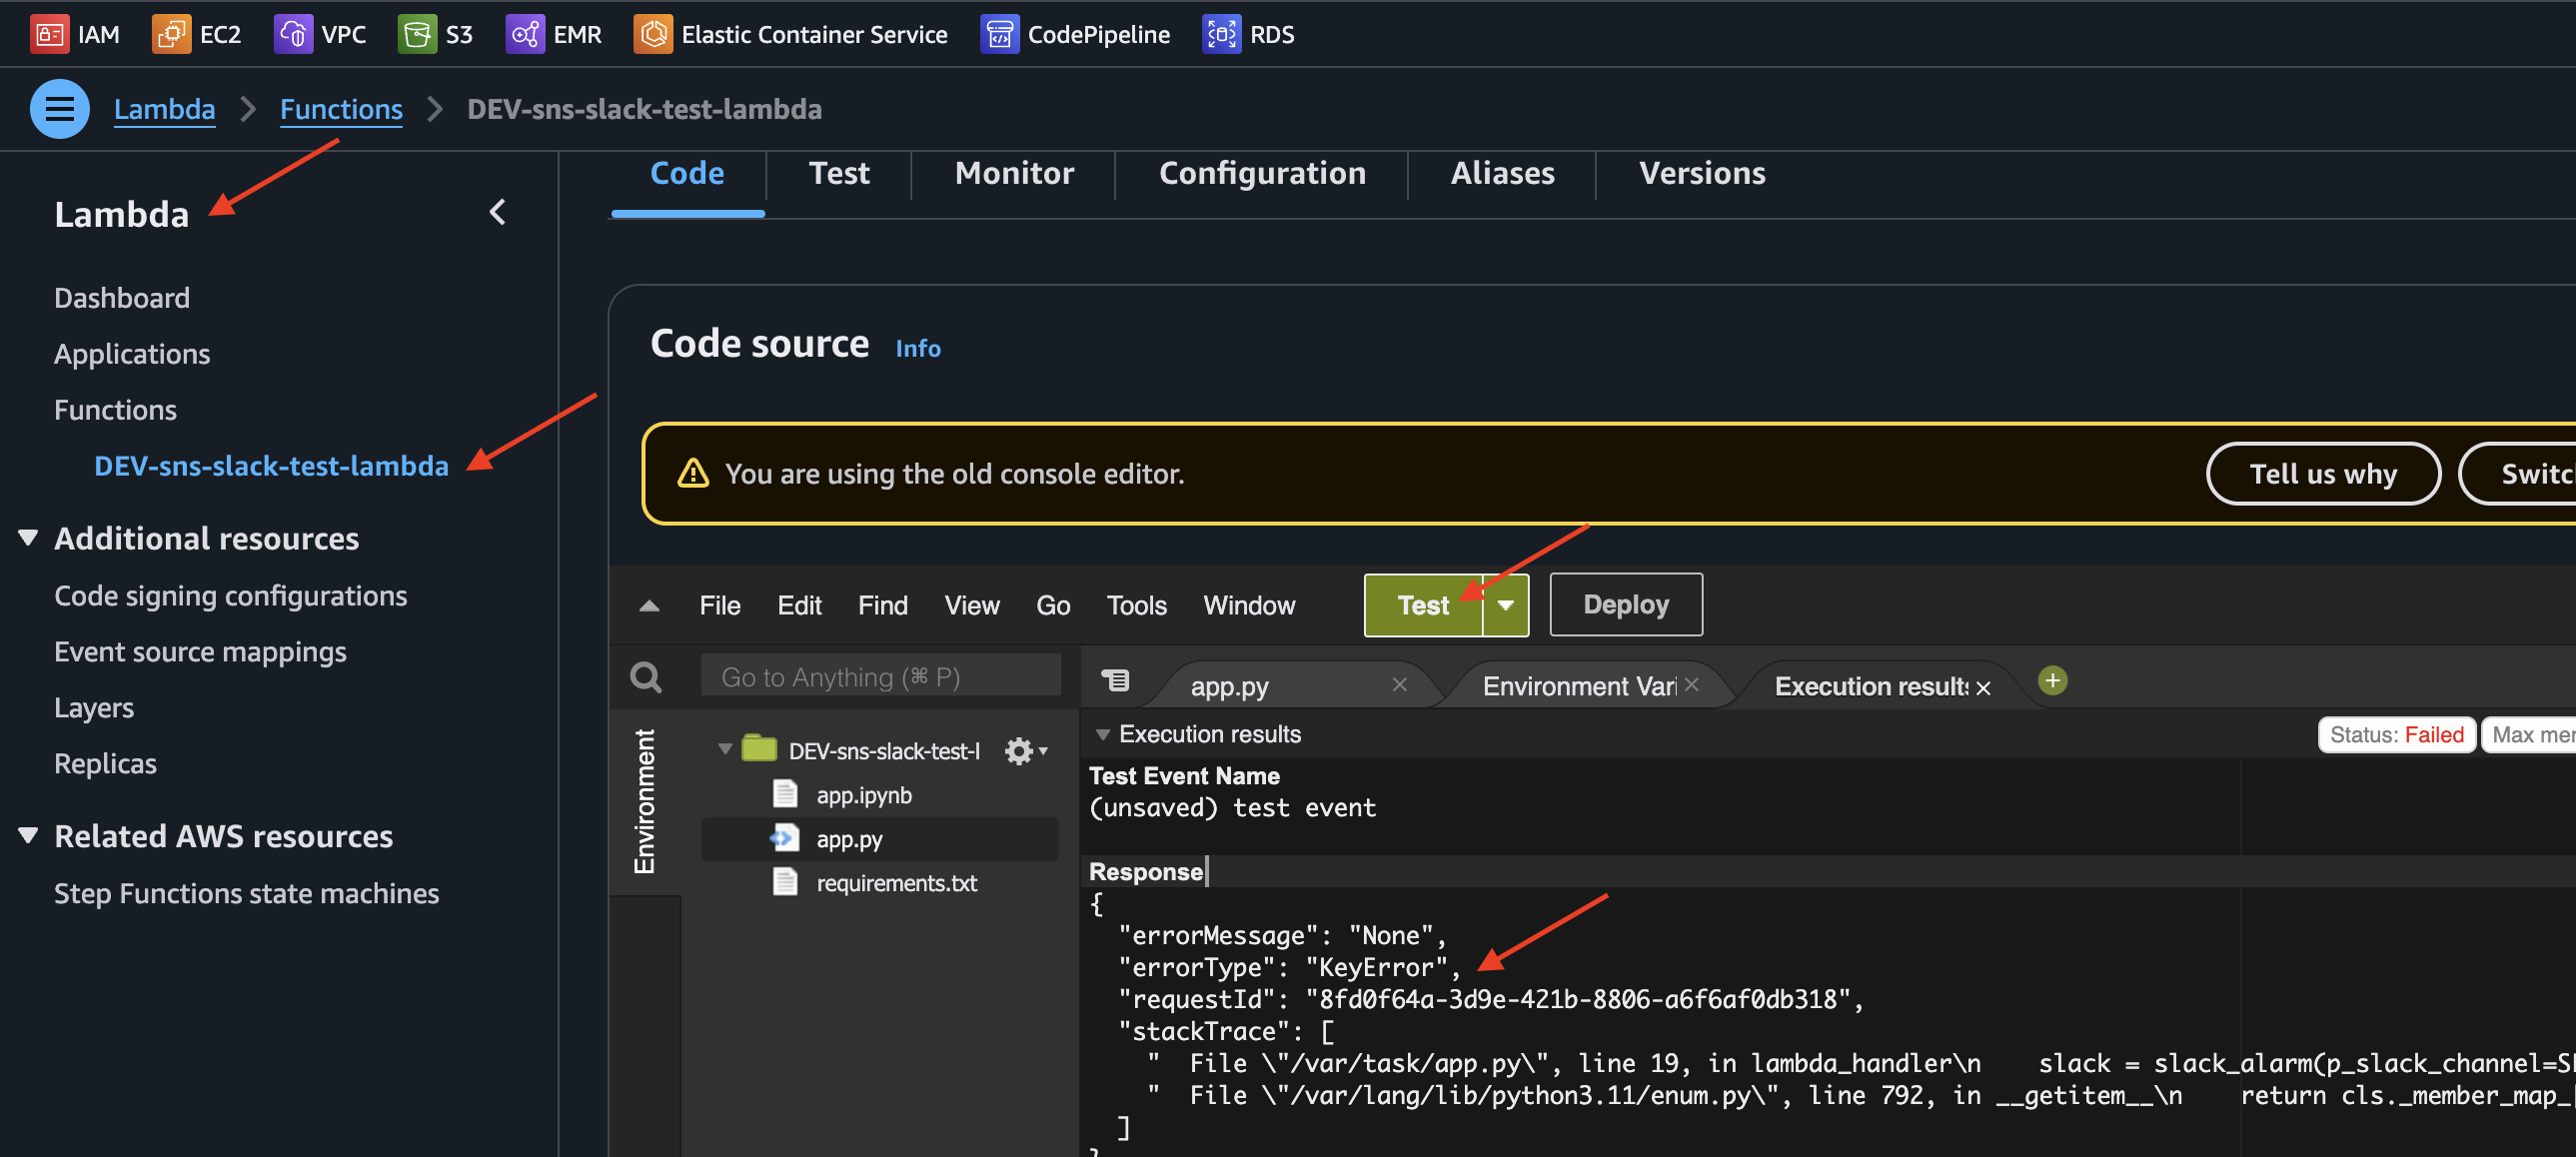 IAM EC2 VPC S3 EMR Elastic Container Service CodePipeline RDS
Lambda Functions DEV-sns-slack-test-lambda
Code Test Monitor Configuration Aliases Versions
Lambda
Dashboard
Applications
Functions
DEV-sns-slack-test-lambda
Additional resources
Code signing configurations
Event source mappings
Layers
Replicas
Related AWS resources
Step Functions state machines
Code source Info
You are using the old console editor.
Tell us why Switc
File Edit Find View Go Tools Window Test Deploy
Go to Anything (⌘ P)
Environment
DEV-sns-slack-test-l
app.ipynb
app.py
requirements.txt
app.py Environment Vari Execution results
Execution results
Status: Failed Max mem
Test Event Name
(unsaved) test event
Response
{
"errorMessage": "None",
"errorType": "KeyError",
"requestId": "8fd0f64a-3d9e-421b-8806-a6f6af0db318",
"stackTrace": [
"  File \"/var/task/app.py\", line 19, in lambda_handler\n    slack = slack_alarm(p_slack_channel=Sl
"  File \"/var/lang/lib/python3.11/enum.py\", line 792, in __getitem__\n    return cls._member_map_[
]
}